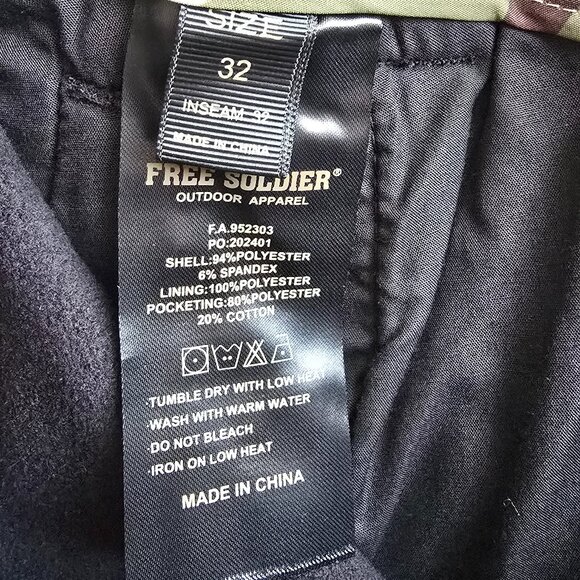 SIZE
32
INSEAM 32
MADE IN CHINA
FREE SOLDIER®
OUTDOOR APPAREL
F.A.952303
PO:202401
SHELL:94%POLYESTER
6% SPANDEX
LINING:100%POLYESTER
POCKETING:80%POLYESTER
20% COTTON
·TUMBLE DRY WITH LOW HEAT
·WASH WITH WARM WATER
·DO NOT BLEACH
·IRON ON LOW HEAT
MADE IN CHINA